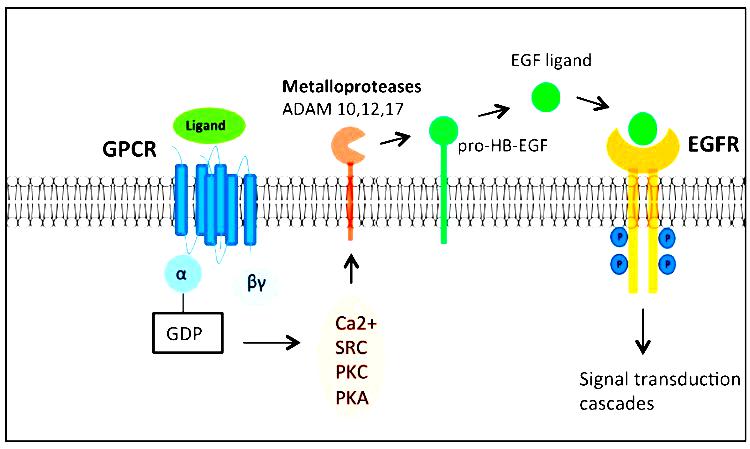 EGF ligand
Metalloproteases
ADAM 10,12,17
Ligand
GPCR
pro-HB-EGF
EGFR
P
P
P
P
α
βγ
GDP
Ca2+
SRC
PKC
PKA
Signal transduction
cascades